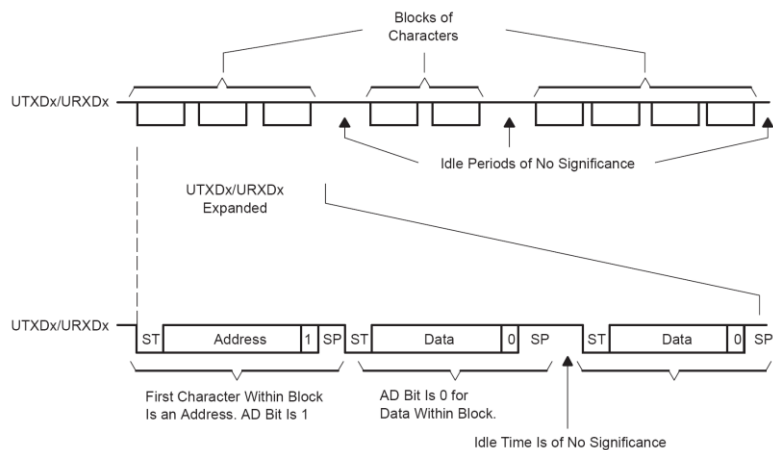 Blocks of
Characters
UTXDx/URXDx
Idle Periods of No Significance
UTXDx/URXDx
Expanded
UTXDx/URXDx
ST Address 1 SP ST Data 0 SP ST Data 0 SP
First Character Within Block
Is an Address. AD Bit Is 1
AD Bit Is 0 for
Data Within Block.
Idle Time Is of No Significance